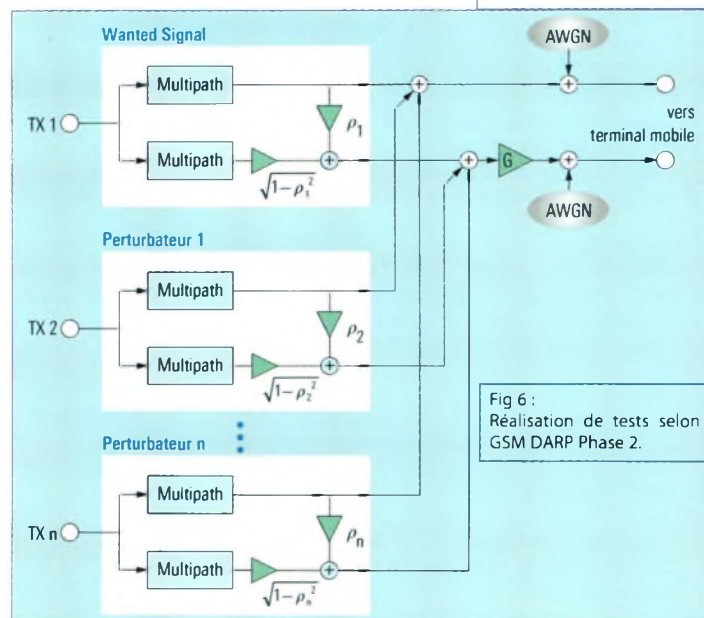 Wanted Signal
AWGN
TX 1
Multipath
ρ₁
Multipath
√1−ρ₁²
+
+
+
+
G
+
vers
terminal mobile
AWGN
Perturbateur 1
TX 2
Multipath
ρ₂
Multipath
√1−ρ₂²
+
Fig 6 :
Réalisation de tests selon
GSM DARP Phase 2.
Perturbateur n
TX n
Multipath
ρₙ
Multipath
√1−ρₙ²
+